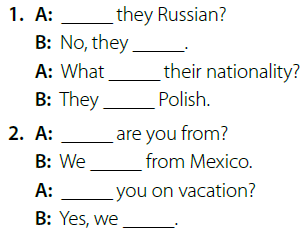 1. A: ______ they Russian?
B: No, they ______.
A: What ______ their nationality?
B: They ______ Polish.
2. A: ______ are you from?
B: We ______ from Mexico.
A: ______ you on vacation?
B: Yes, we ______.